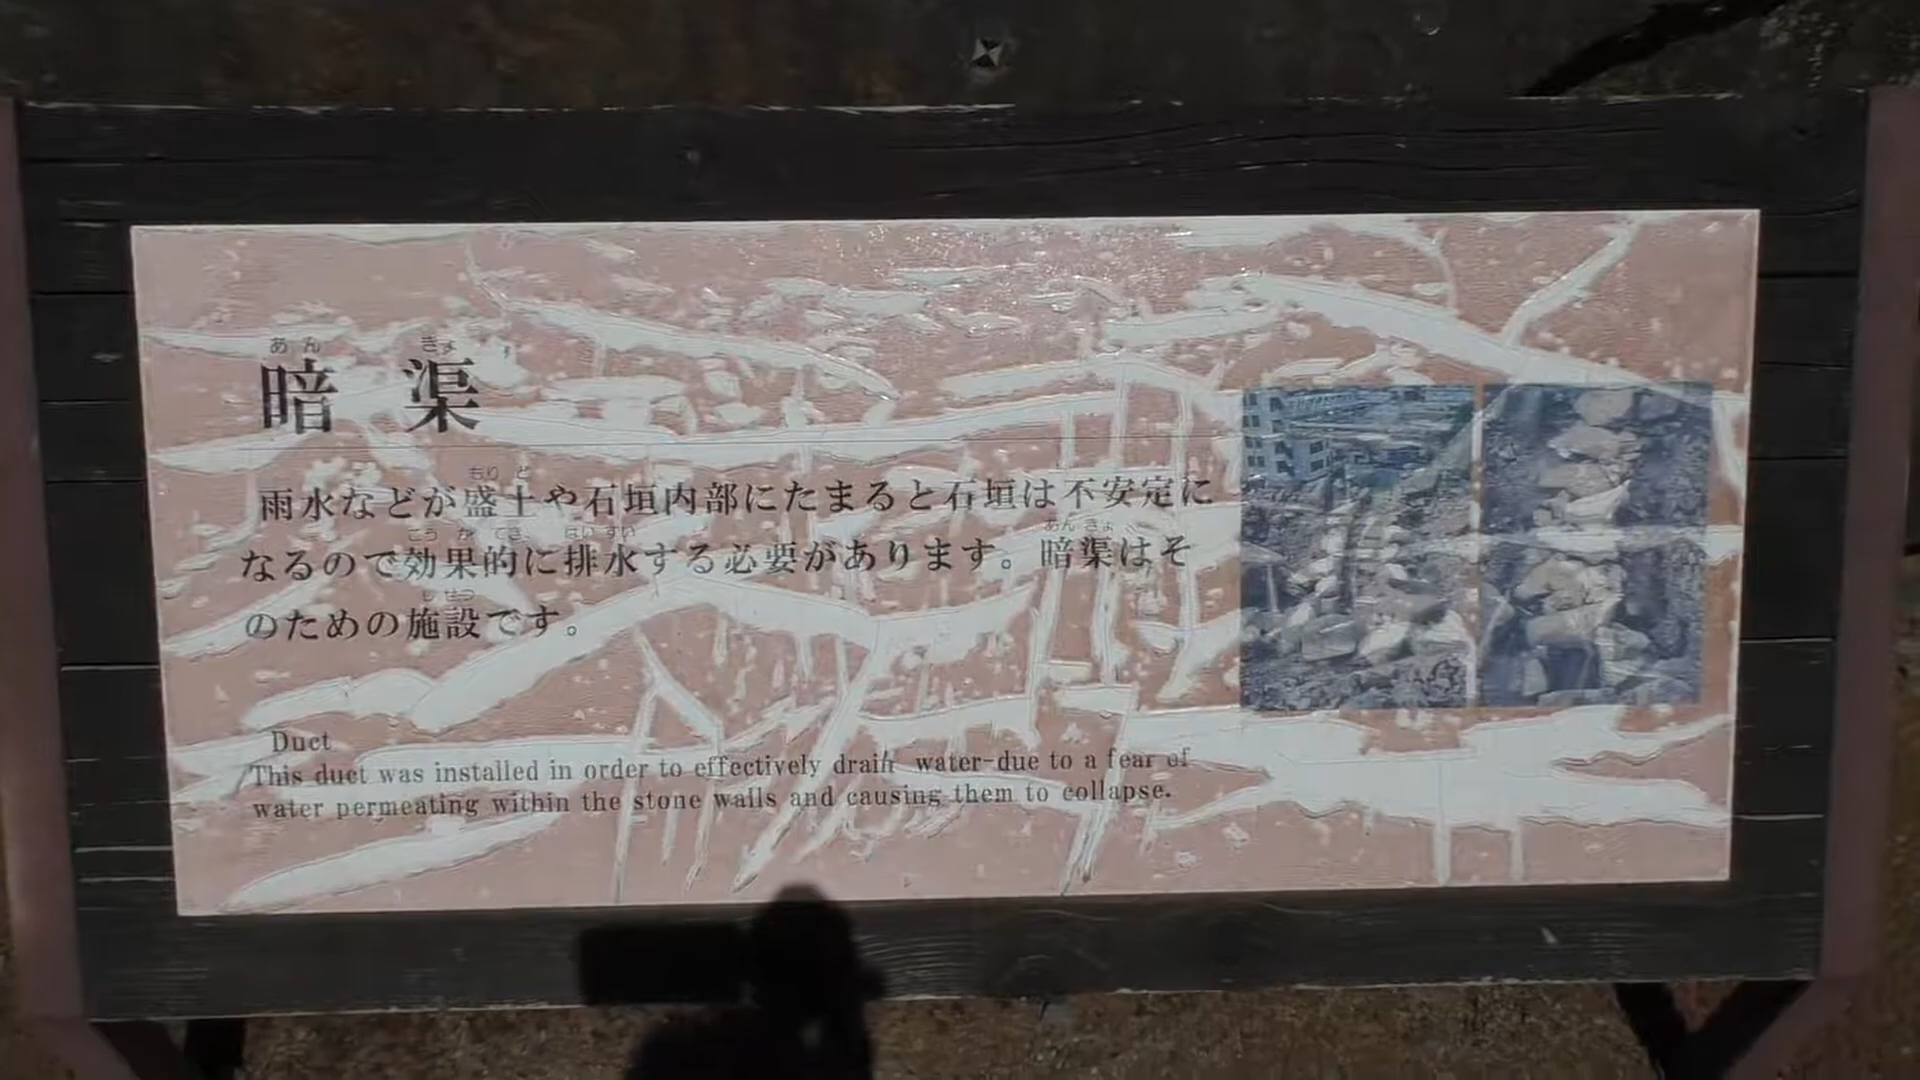 あん きょ
暗 渠
もり ど
雨水などが盛土や石垣内部にたまると石垣は不安定に
こう か てき はい すい あん きょ
なるので効果的に排水する必要があります。暗渠はそ
し せつ
のための施設です。
Duct
This duct was installed in order to effectively drain water-due to a fear of
water permeating within the stone walls and causing them to collapse.